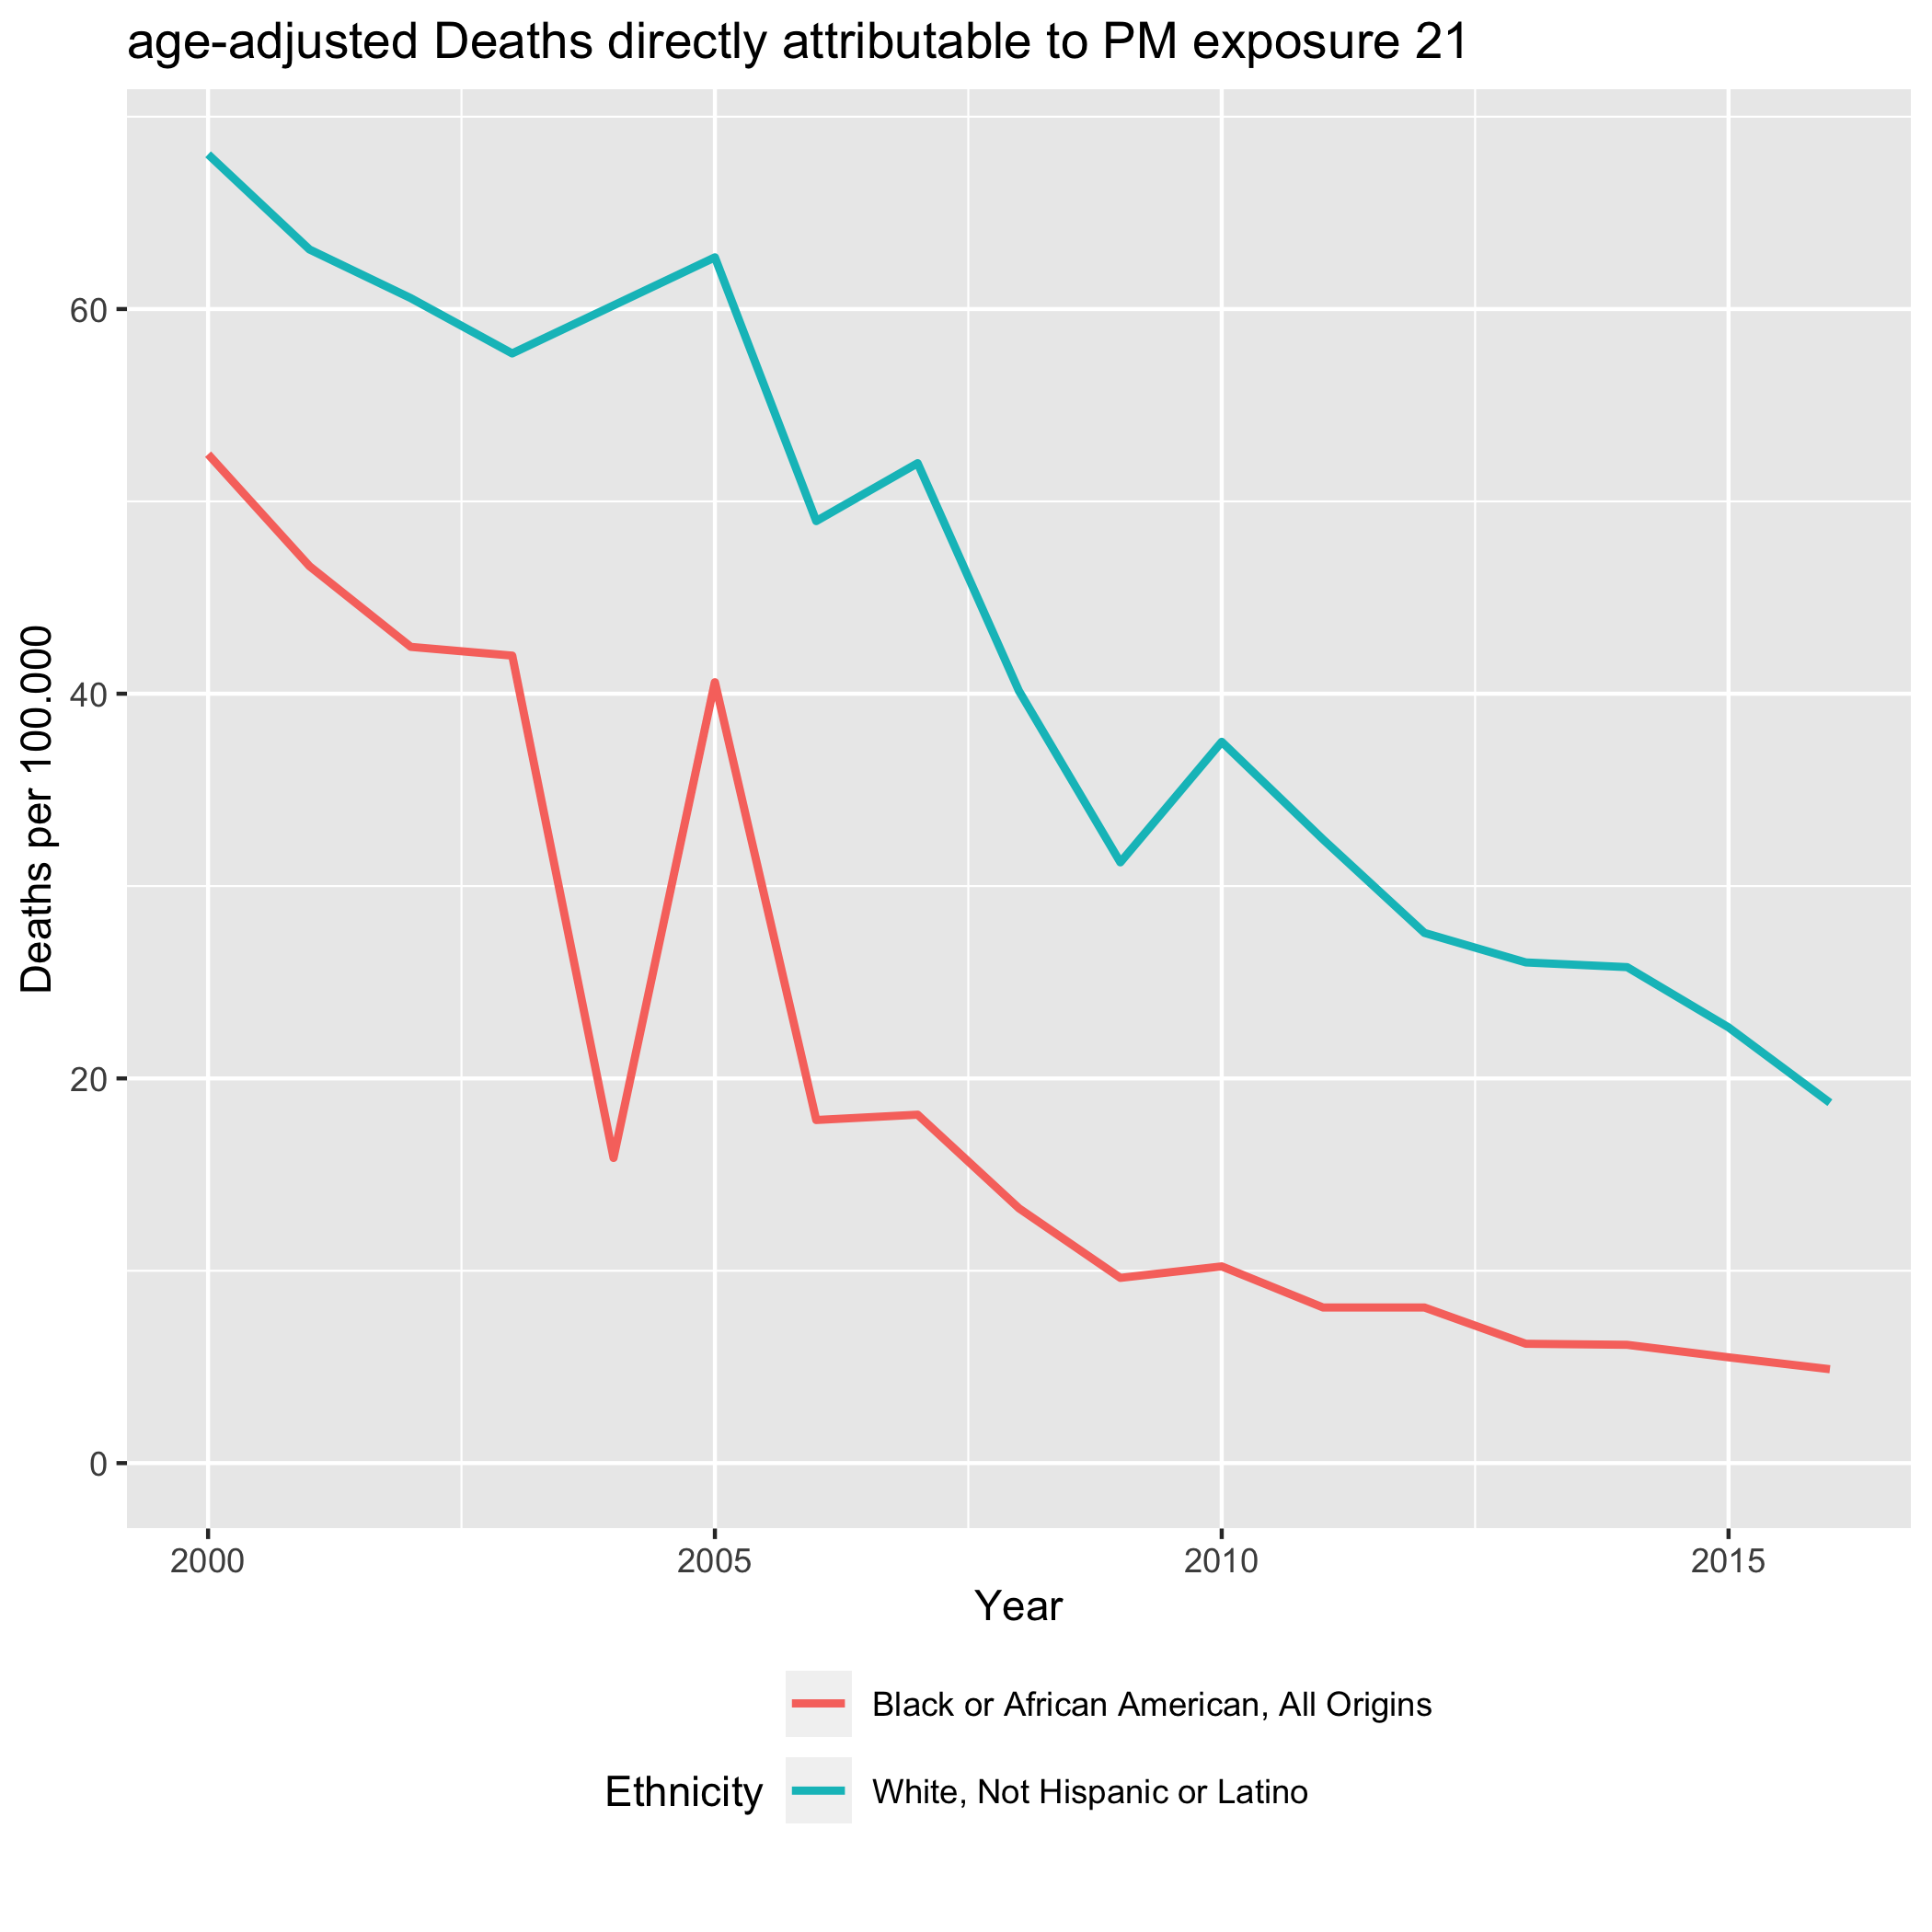 age-adjusted Deaths directly attributable to PM exposure 21
Deaths per 100.000
60
40
20
0
2000 2005 2010 2015
Year
Ethnicity
Black or African American, All Origins
White, Not Hispanic or Latino